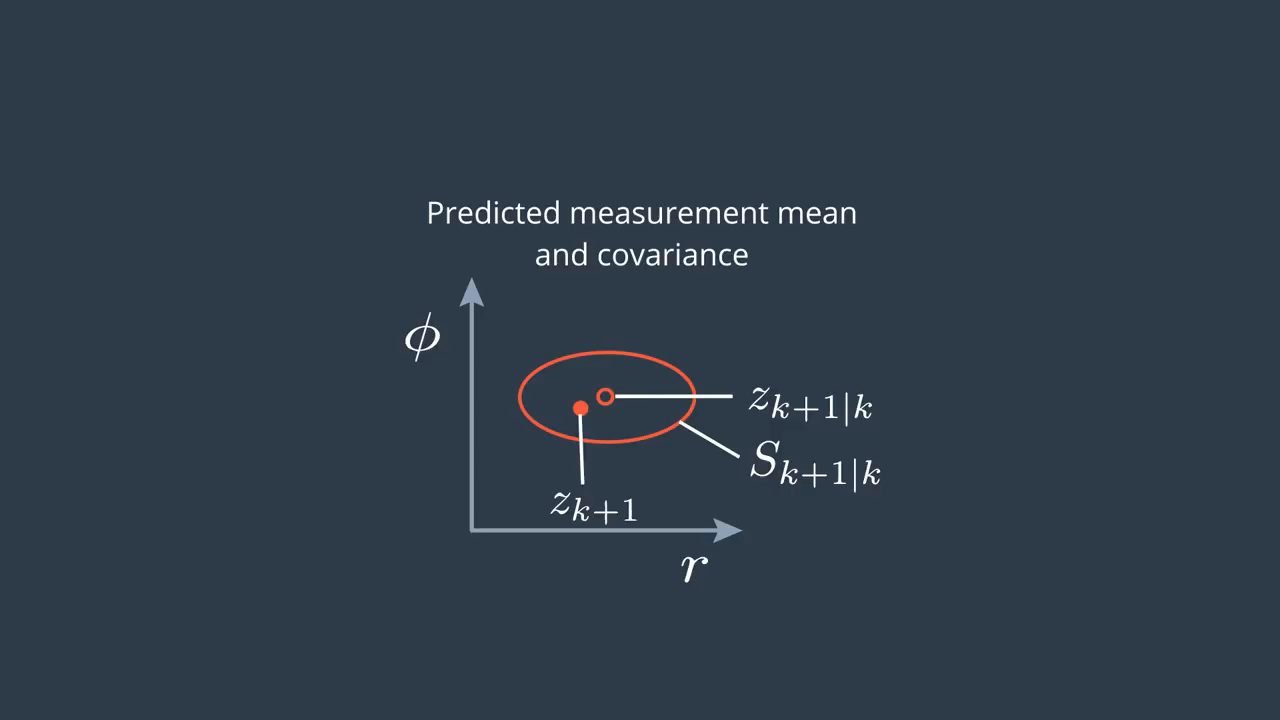 Predicted measurement mean
and covariance
ϕ
z_{k+1|k}
S_{k+1|k}
z_{k+1}
r